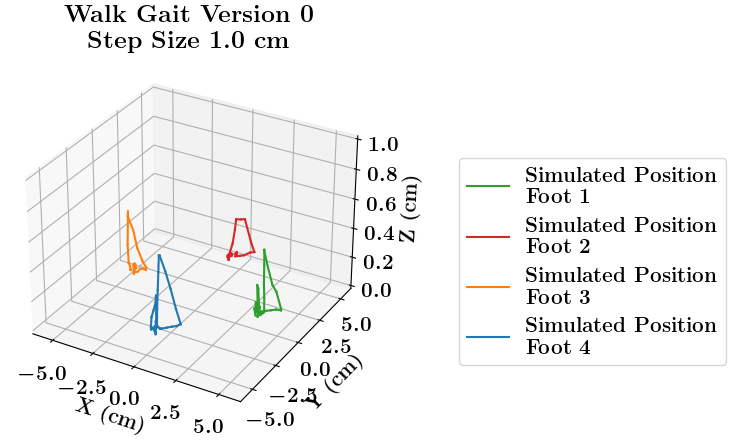 Walk Gait Version 0
Step Size 1.0 cm
1.0
0.8
0.6
0.4
0.2
0.0
Z (cm)
5.0
2.5
0.0
−2.5
−5.0
Y (cm)
−5.0
−2.5
0.0
2.5
5.0
X (cm)
Simulated Position
Foot 1
Simulated Position
Foot 2
Simulated Position
Foot 3
Simulated Position
Foot 4